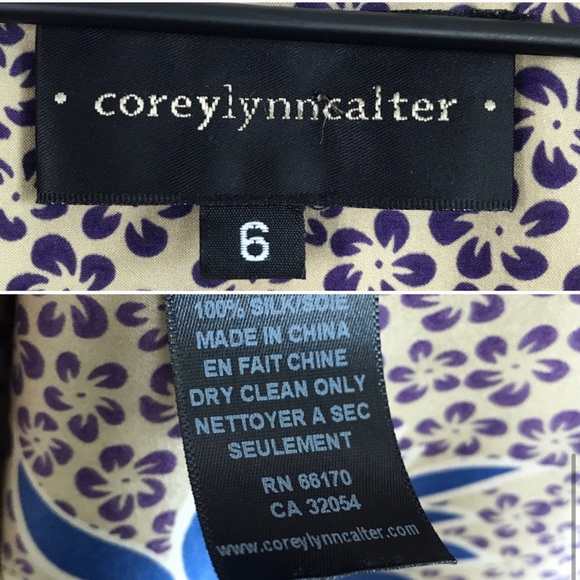 • coreylynncalter •
6
100% SILK/SOIE
MADE IN CHINA
EN FAIT CHINE
DRY CLEAN ONLY
NETTOYER A SEC
SEULEMENT
RN 66170
CA 32054
www.coreylynncalter.com